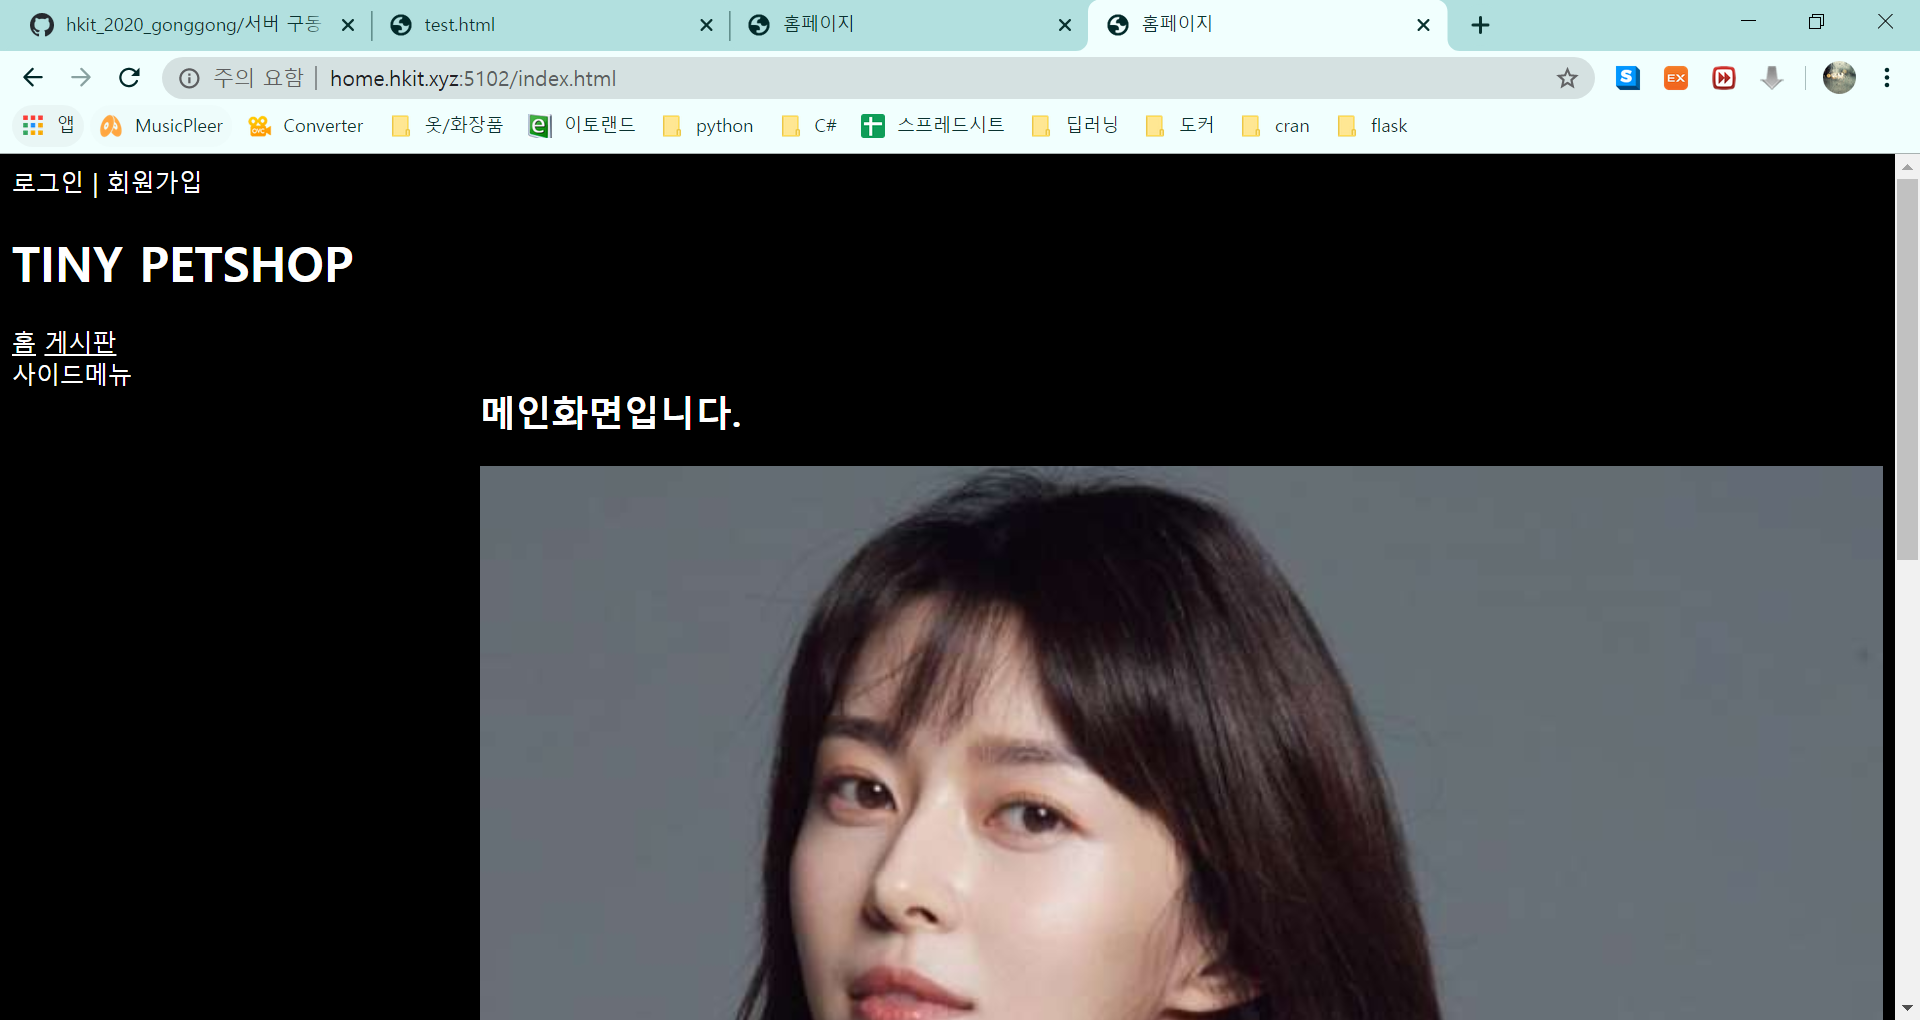 hkit_2020_gonggong/서버 구동
test.html
홈페이지
홈페이지
주의 요함 | home.hkit.xyz:5102/index.html
S EX
앱 MusicPleer Converter 옷/화장품 이토랜드 python C# 스프레드시트 딥러닝 도커 cran flask
로그인 | 회원가입
TINY PETSHOP
홈 게시판
사이드메뉴
메인화면입니다.